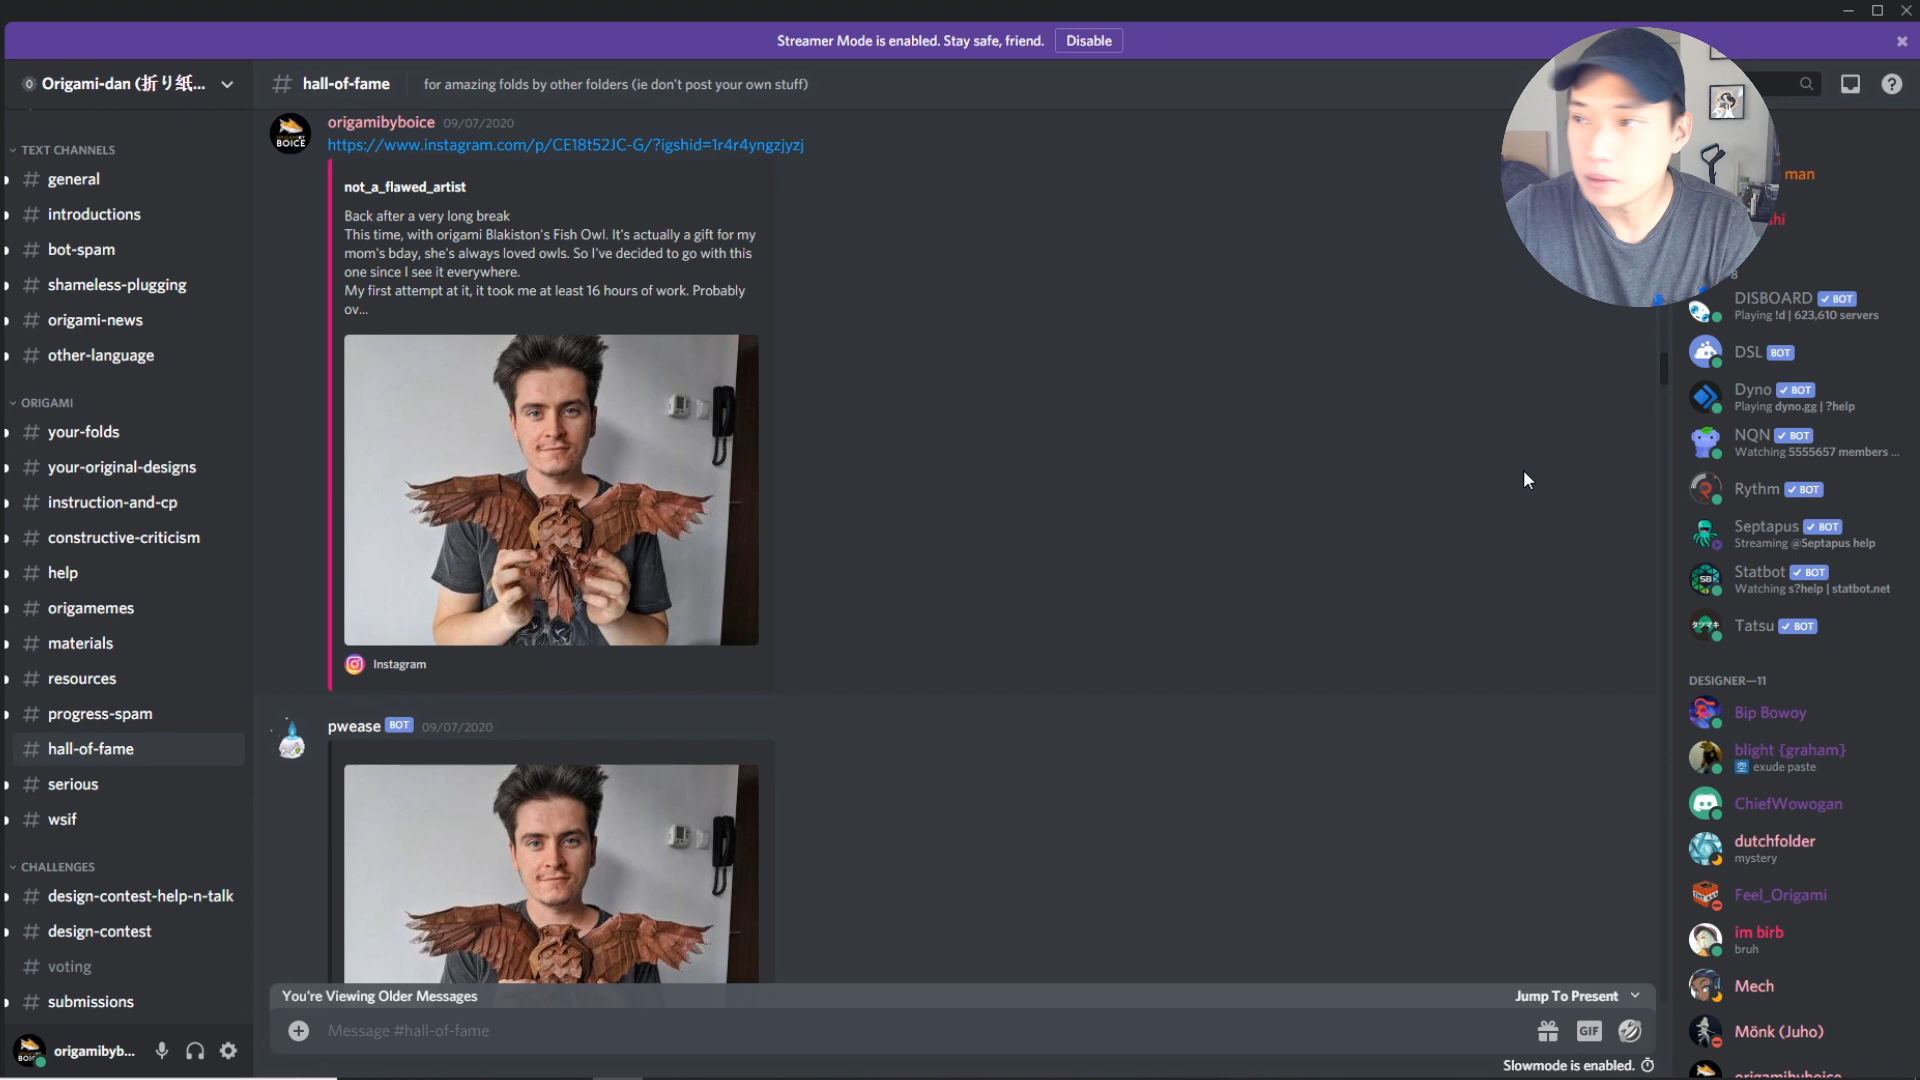 Streamer Mode is enabled. Stay safe, friend.
Disable
Origami-dan (折り紙...
hall-of-fame
for amazing folds by other folders (ie don't post your own stuff)
TEXT CHANNELS
general
introductions
bot-spam
shameless-plugging
origami-news
other-language
ORIGAMI
your-folds
your-original-designs
instruction-and-cp
constructive-criticism
help
origamemes
materials
resources
progress-spam
hall-of-fame
serious
wsif
CHALLENGES
design-contest-help-n-talk
design-contest
voting
submissions
origamibyb...
BOICE
origamibyboice 09/07/2020
https://www.instagram.com/p/CE18t52JC-G/?igshid=1r4r4yngzjyzj
not_a_flawed_artist
Back after a very long break
This time, with origami Blakiston's Fish Owl. It's actually a gift for my
mom's bday, she's always loved owls. So I've decided to go with this
one since I see it everywhere.
My first attempt at it, it took me at least 16 hours of work. Probably
ov...
Instagram
pwease BOT 09/07/2020
You're Viewing Older Messages
Jump To Present
Message #hall-of-fame
GIF
Slowmode is enabled.
man
DISBOARD BOT
Playing !d | 623,610 servers
DSL BOT
Dyno BOT
Playing dyno.gg | ?help
NQN BOT
Watching 5555657 members ...
Rythm BOT
Septapus BOT
Streaming @Septapus help
Statbot BOT
Watching s?help | statbot.net
Tatsu BOT
DESIGNER—11
Bip Bowoy
blight {graham}
exude paste
ChiefWowogan
dutchfolder
mystery
Feel_Origami
im birb
bruh
Mech
Mönk (Juho)
origamibyboice